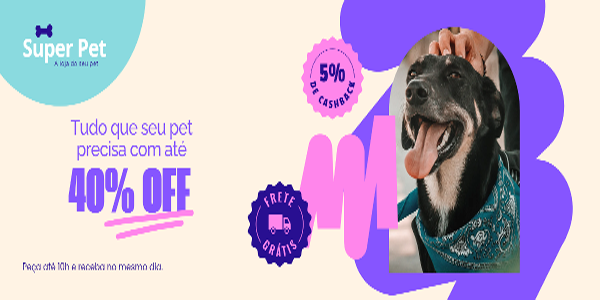 Super Pet
A loja do seu pet
5%
DE CASHBACK
Tudo que seu pet
precisa com até
40% OFF
FRETE
GRÁTIS
Peça até 10h e receba no mesmo dia.